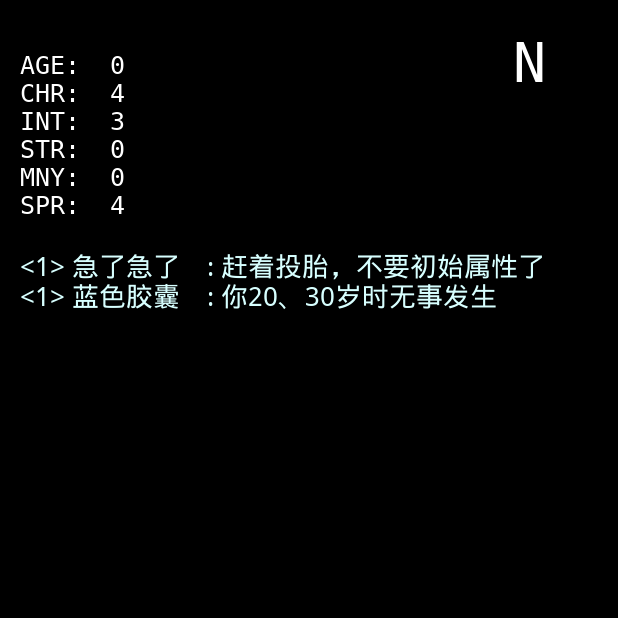 N
AGE: 0
CHR: 4
INT: 3
STR: 0
MNY: 0
SPR: 4
<1> 急了急了 : 赶着投胎，不要初始属性了
<1> 蓝色胶囊 : 你20、30岁时无事发生